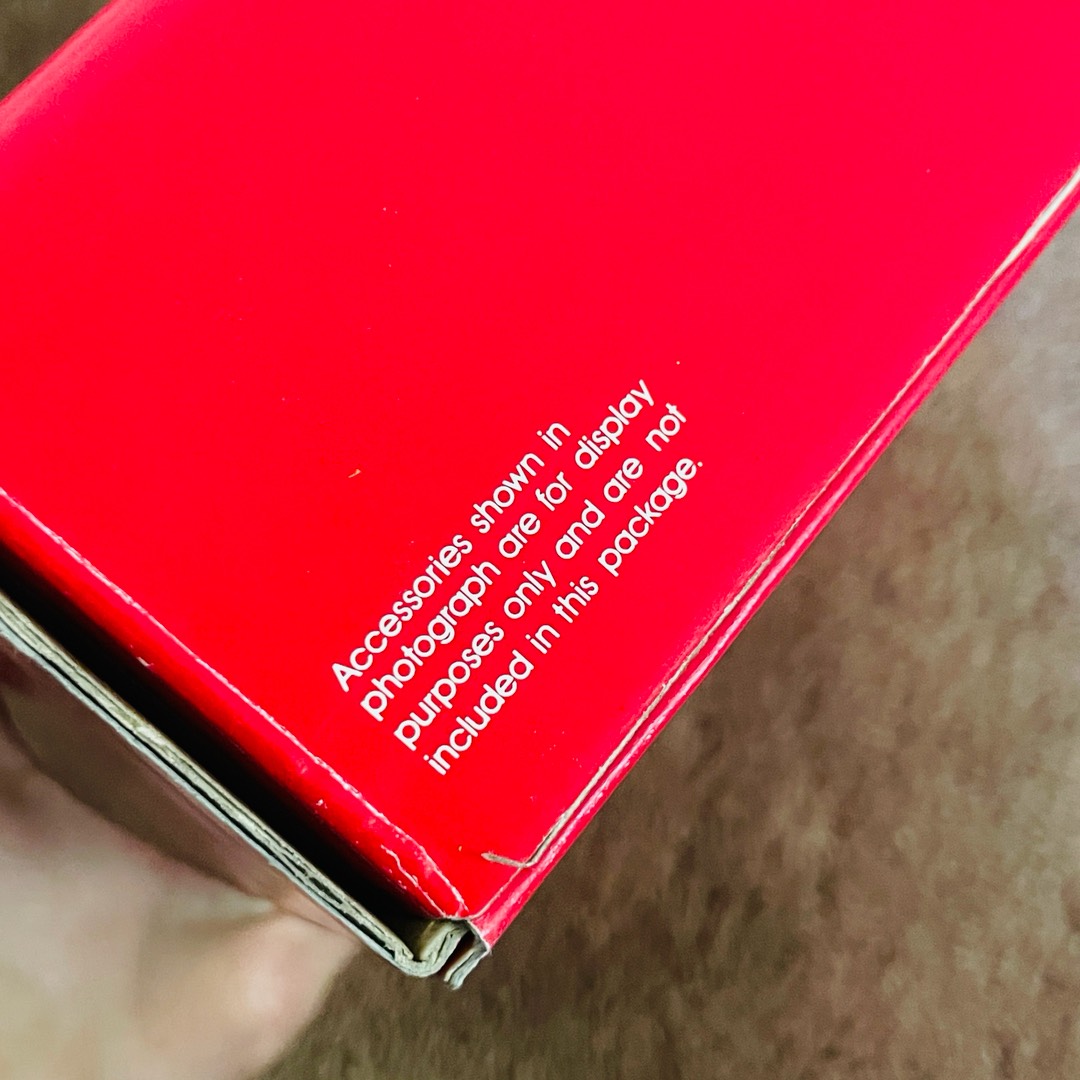 Accessories shown in
photograph are for display
purposes only and are not
included in this package.